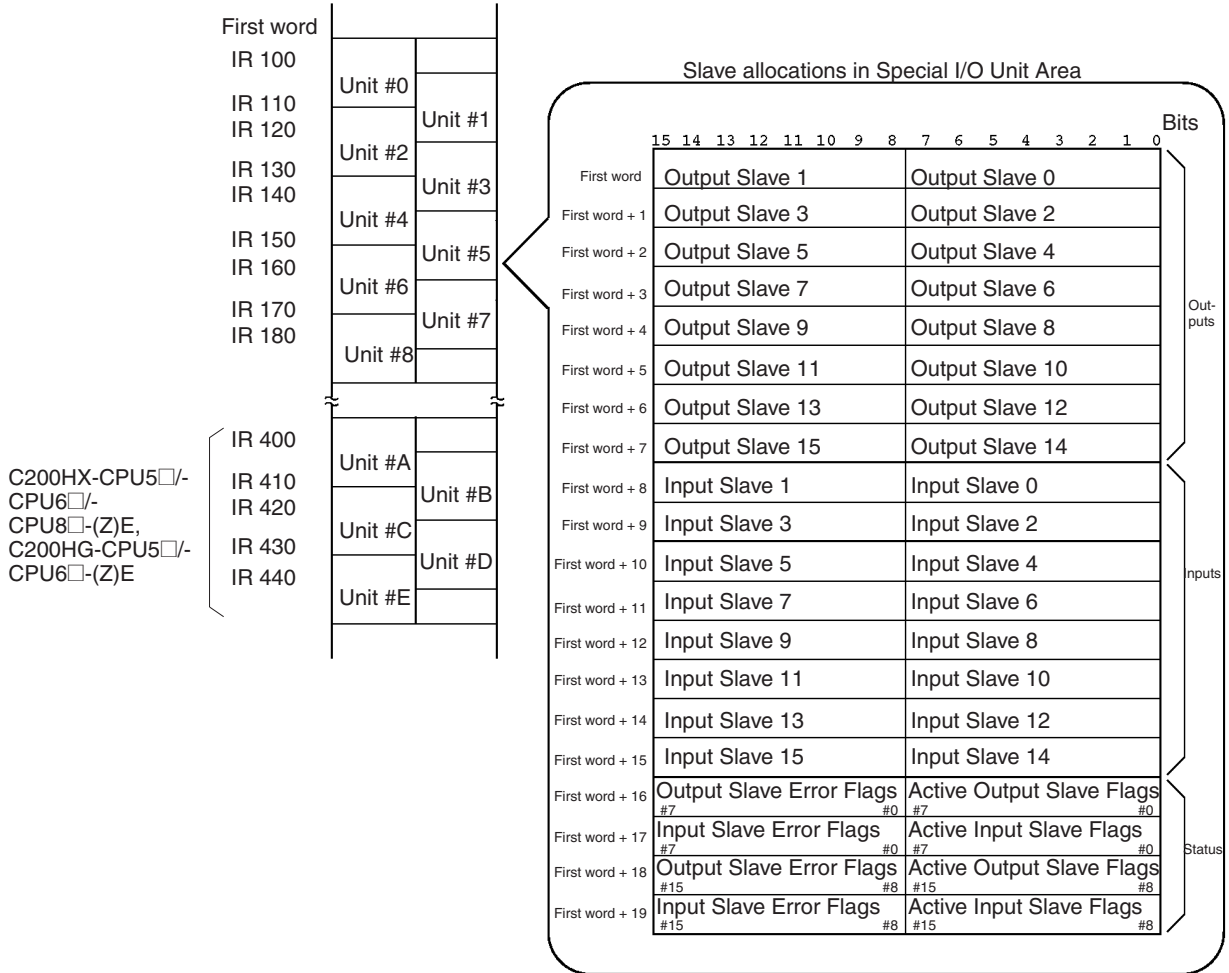 First word
IR 100
IR 110
IR 120
IR 130
IR 140
IR 150
IR 160
IR 170
IR 180
Unit #0
Unit #1
Unit #2
Unit #3
Unit #4
Unit #5
Unit #6
Unit #7
Unit #8
C200HX-CPU5□/-
CPU6□/-
CPU8□-(Z)E,
C200HG-CPU5□/-
CPU6□-(Z)E
IR 400
IR 410
IR 420
IR 430
IR 440
Unit #A
Unit #B
Unit #C
Unit #D
Unit #E
Slave allocations in Special I/O Unit Area
Bits
15 14 13 12 11 10 9 8 7 6 5 4 3 2 1 0
First word Output Slave 1 Output Slave 0
First word + 1 Output Slave 3 Output Slave 2
First word + 2 Output Slave 5 Output Slave 4
First word + 3 Output Slave 7 Output Slave 6
First word + 4 Output Slave 9 Output Slave 8
First word + 5 Output Slave 11 Output Slave 10
First word + 6 Output Slave 13 Output Slave 12
First word + 7 Output Slave 15 Output Slave 14
Out-
puts
First word + 8 Input Slave 1 Input Slave 0
First word + 9 Input Slave 3 Input Slave 2
First word + 10 Input Slave 5 Input Slave 4
First word + 11 Input Slave 7 Input Slave 6
First word + 12 Input Slave 9 Input Slave 8
First word + 13 Input Slave 11 Input Slave 10
First word + 14 Input Slave 13 Input Slave 12
First word + 15 Input Slave 15 Input Slave 14
Inputs
First word + 16 Output Slave Error Flags Active Output Slave Flags
#7 #0 #7 #0
First word + 17 Input Slave Error Flags Active Input Slave Flags
#7 #0 #7 #0
First word + 18 Output Slave Error Flags Active Output Slave Flags
#15 #8 #15 #8
First word + 19 Input Slave Error Flags Active Input Slave Flags
#15 #8 #15 #8
Status